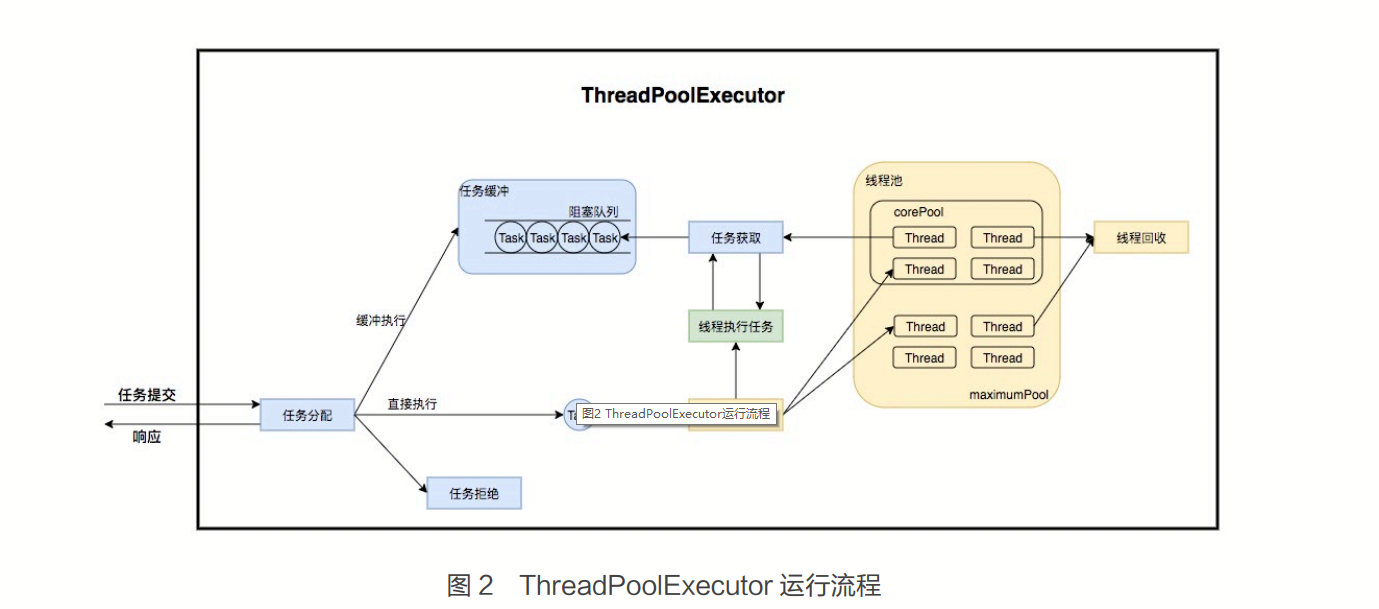 ThreadPoolExecutor
任务缓冲
阻塞队列
Task Task Task Task
任务获取
线程池
corePool
Thread Thread
Thread Thread
线程回收
缓冲执行
线程执行任务
Thread Thread
Thread Thread
maximumPool
任务提交
响应
任务分配
直接执行
图2 ThreadPoolExecutor运行流程
任务拒绝
图 2 ThreadPoolExecutor 运行流程